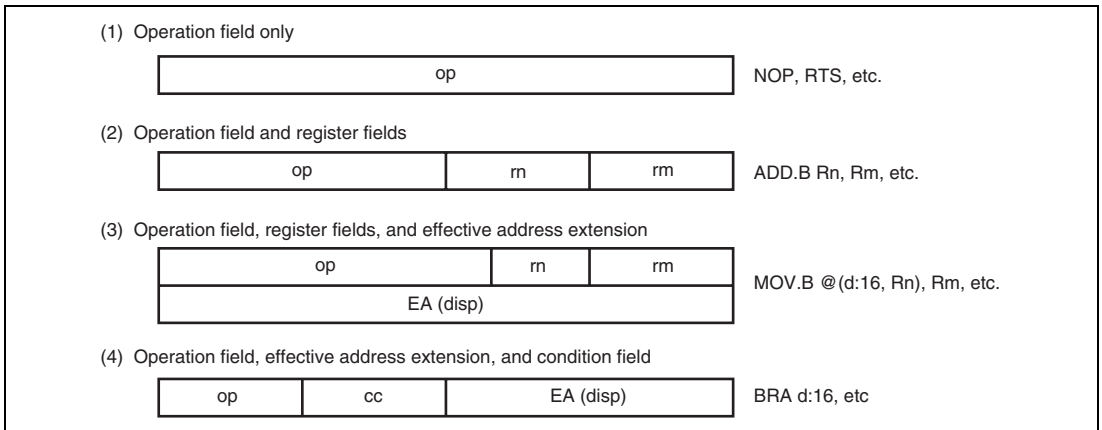 (1) Operation field only
op
NOP, RTS, etc.
(2) Operation field and register fields
op rn rm
ADD.B Rn, Rm, etc.
(3) Operation field, register fields, and effective address extension
op rn rm
EA (disp)
MOV.B @(d:16, Rn), Rm, etc.
(4) Operation field, effective address extension, and condition field
op cc EA (disp)
BRA d:16, etc